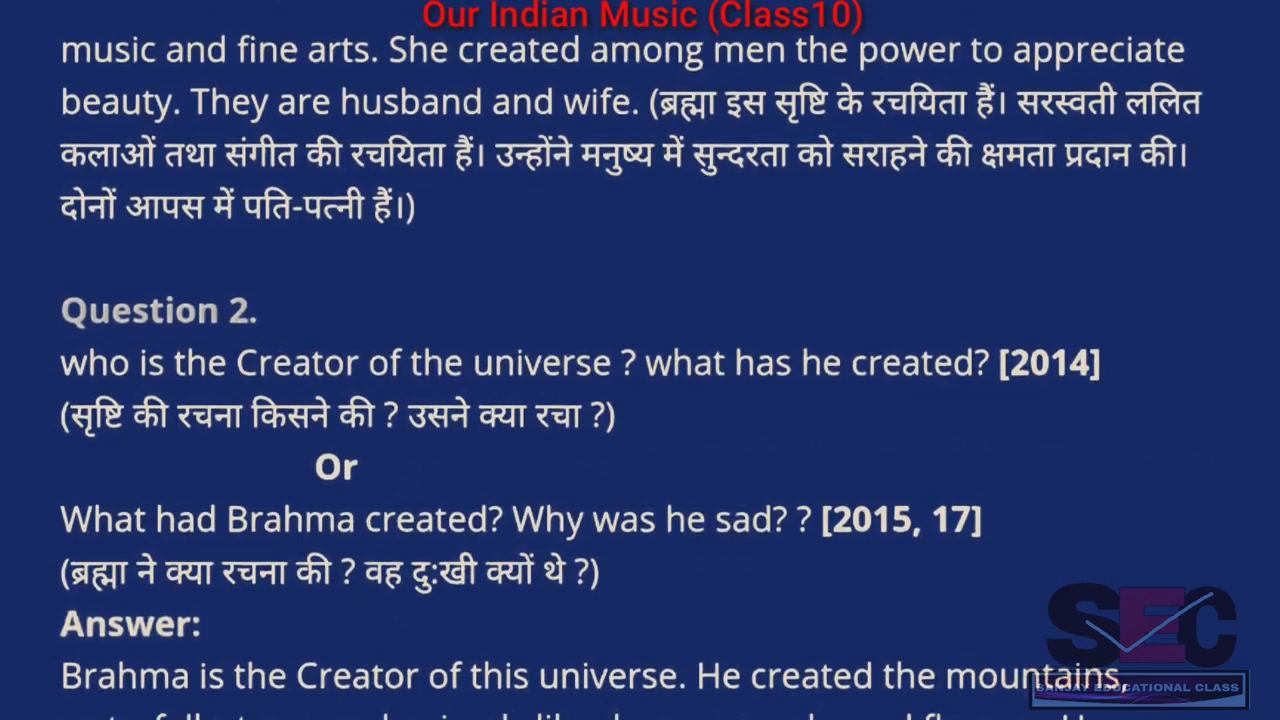 Our Indian Music (Class10)
music and fine arts. She created among men the power to appreciate
beauty. They are husband and wife. (ब्रह्मा इस सृष्टि के रचयिता हैं। सरस्वती ललित
कलाओं तथा संगीत की रचयिता हैं। उन्होंने मनुष्य में सुन्दरता को सराहने की क्षमता प्रदान की।
दोनों आपस में पति-पत्नी हैं।)
Question 2.
who is the Creator of the universe ? what has he created? [2014]
(सृष्टि की रचना किसने की ? उसने क्या रचा ?)
Or
What had Brahma created? Why was he sad? ? [2015, 17]
(ब्रह्मा ने क्या रचना की ? वह दु:खी क्यों थे ?)
Answer:
Brahma is the Creator of this universe. He created the mountains,
SEC
SANJAY EDUCATIONAL CLASS